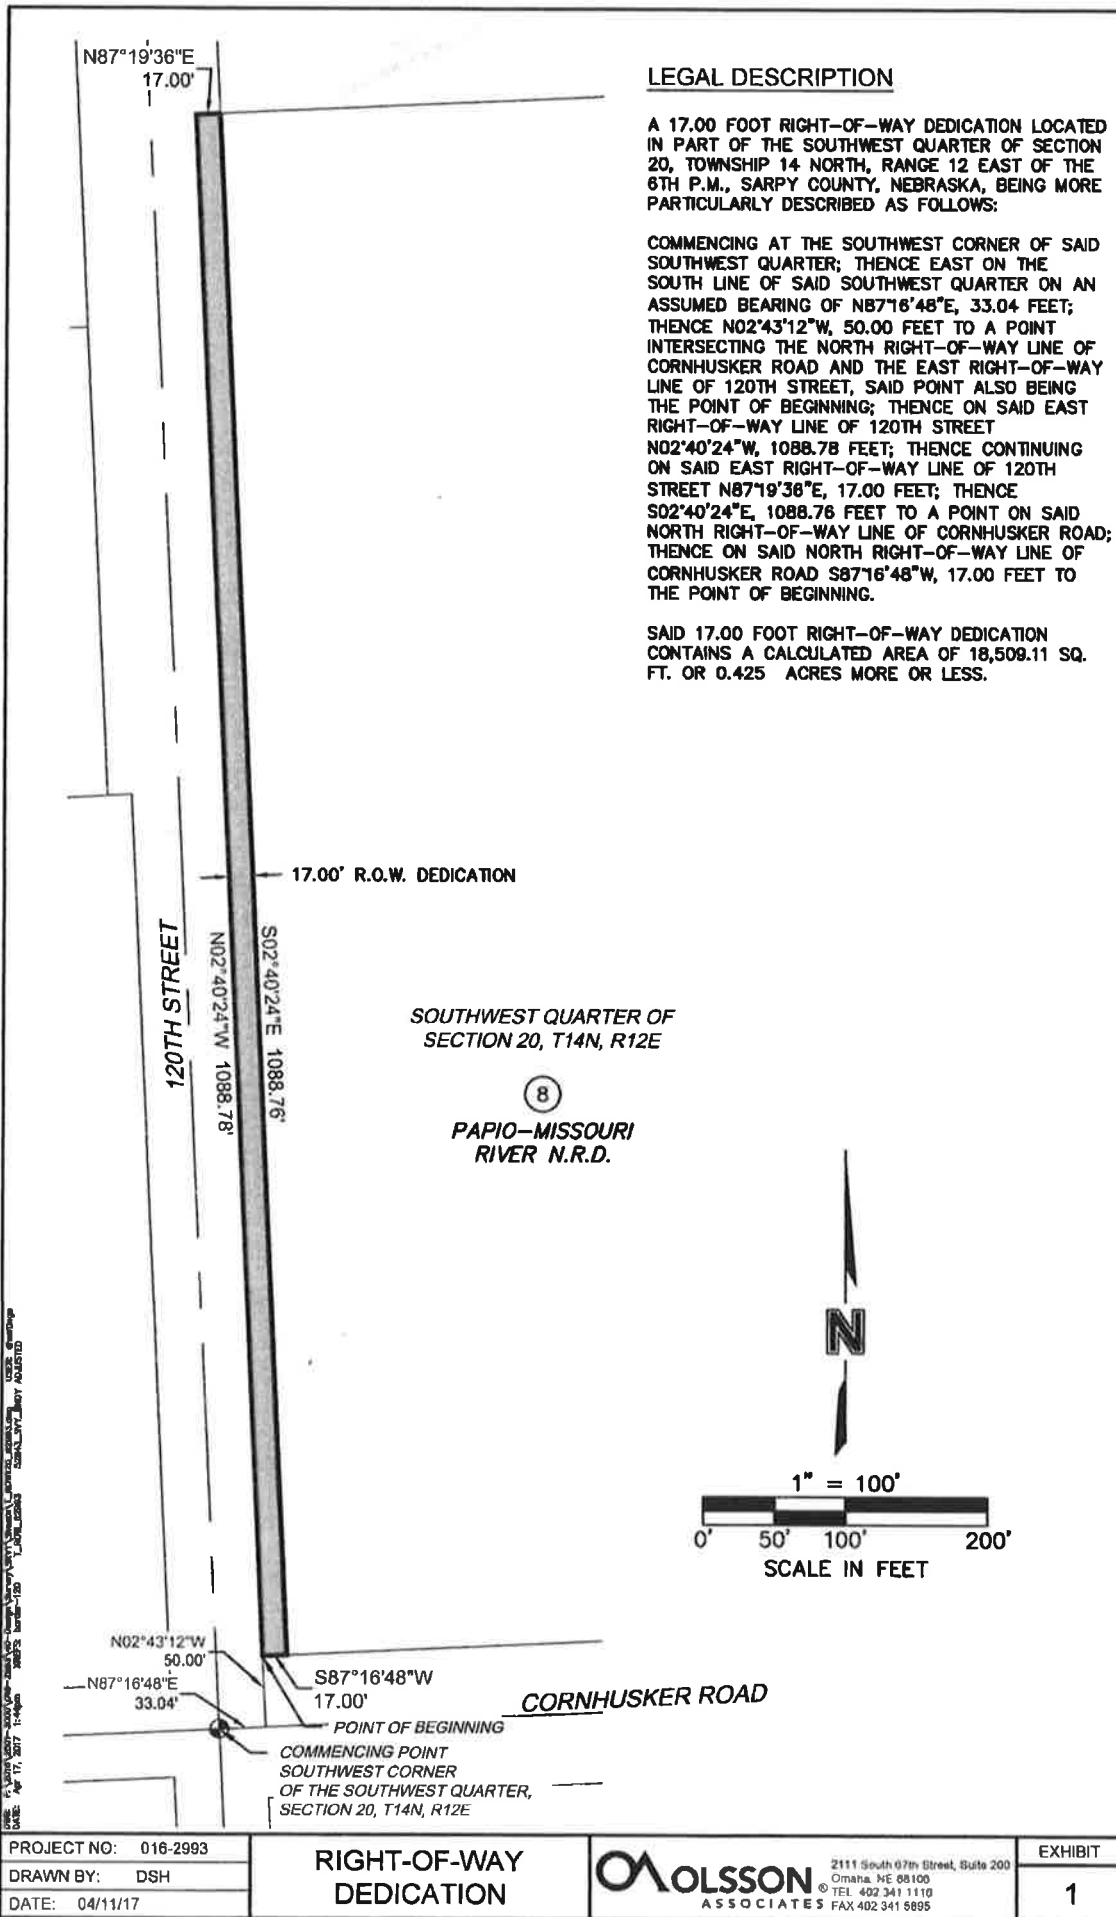 N87°19'36"E
17.00'
LEGAL DESCRIPTION
A 17.00 FOOT RIGHT-OF-WAY DEDICATION LOCATED
IN PART OF THE SOUTHWEST QUARTER OF SECTION
20, TOWNSHIP 14 NORTH, RANGE 12 EAST OF THE
6TH P.M., SARPY COUNTY, NEBRASKA, BEING MORE
PARTICULARLY DESCRIBED AS FOLLOWS:
COMMENCING AT THE SOUTHWEST CORNER OF SAID
SOUTHWEST QUARTER; THENCE EAST ON THE
SOUTH LINE OF SAID SOUTHWEST QUARTER ON AN
ASSUMED BEARING OF N87°16'48"E, 33.04 FEET;
THENCE N02°43'12"W, 50.00 FEET TO A POINT
INTERSECTING THE NORTH RIGHT-OF-WAY LINE OF
CORNHUSKER ROAD AND THE EAST RIGHT-OF-WAY
LINE OF 120TH STREET, SAID POINT ALSO BEING
THE POINT OF BEGINNING; THENCE ON SAID EAST
RIGHT-OF-WAY LINE OF 120TH STREET
N02°40'24"W, 1088.78 FEET; THENCE CONTINUING
ON SAID EAST RIGHT-OF-WAY LINE OF 120TH
STREET N87°19'36"E, 17.00 FEET; THENCE
S02°40'24"E, 1088.76 FEET TO A POINT ON SAID
NORTH RIGHT-OF-WAY LINE OF CORNHUSKER ROAD;
THENCE ON SAID NORTH RIGHT-OF-WAY LINE OF
CORNHUSKER ROAD S87°16'48"W, 17.00 FEET TO
THE POINT OF BEGINNING.
SAID 17.00 FOOT RIGHT-OF-WAY DEDICATION
CONTAINS A CALCULATED AREA OF 18,509.11 SQ.
FT. OR 0.425 ACRES MORE OR LESS.
17.00' R.O.W. DEDICATION
120TH STREET
N02°40'24"W 1088.78'
S02°40'24"E 1088.76'
SOUTHWEST QUARTER OF
SECTION 20, T14N, R12E
8
PAPIO-MISSOURI
RIVER N.R.D.
N
1" = 100'
0' 50' 100' 200'
SCALE IN FEET
N02°43'12"W
50.00'
N87°16'48"E
33.04'
S87°16'48"W
17.00'
CORNHUSKER ROAD
POINT OF BEGINNING
COMMENCING POINT
SOUTHWEST CORNER
OF THE SOUTHWEST QUARTER,
SECTION 20, T14N, R12E
DATE: Apr 17, 2017 1:44pm
PROJECT NO: 016-2993
DRAWN BY: DSH
DATE: 04/11/17
RIGHT-OF-WAY
DEDICATION
OLSSON ®
ASSOCIATES
2111 South 67th Street, Suite 200
Omaha, NE 68106
TEL 402 341 1116
FAX 402 341 5895
EXHIBIT
1